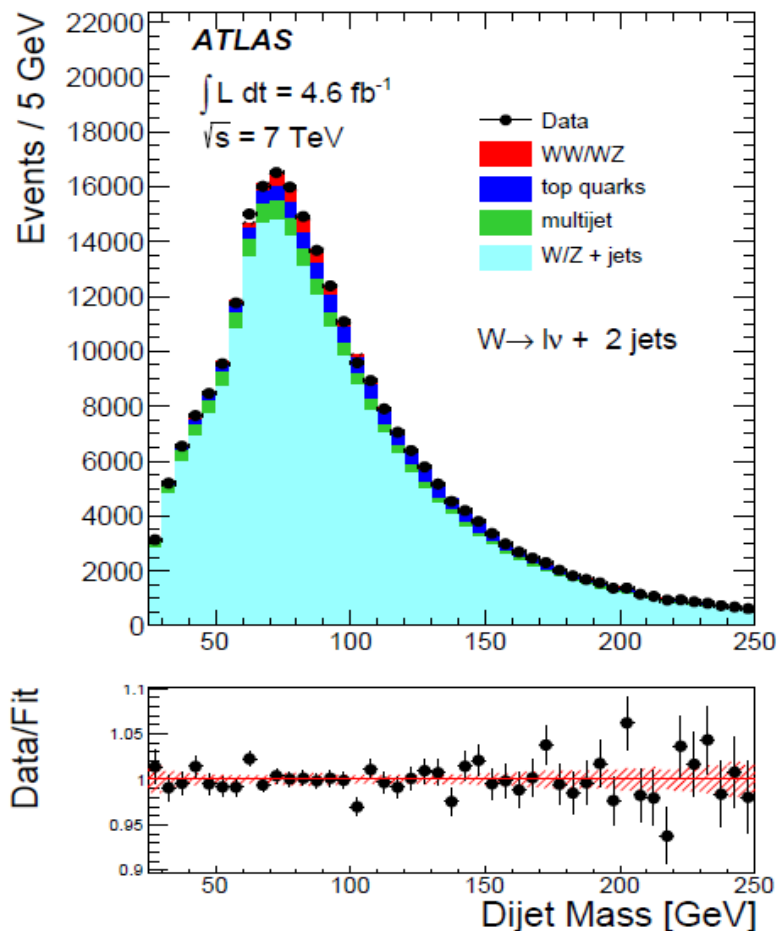 Events / 5 GeV
22000
20000
18000
16000
14000
12000
10000
8000
6000
4000
2000
0
ATLAS
∫ L dt = 4.6 fb⁻¹
√s = 7 TeV
Data
WW/WZ
top quarks
multijet
W/Z + jets
W→ lν + 2 jets
50 100 150 200 250
Data/Fit
1.1
1.05
1
0.95
0.9
50 100 150 200 250
Dijet Mass [GeV]